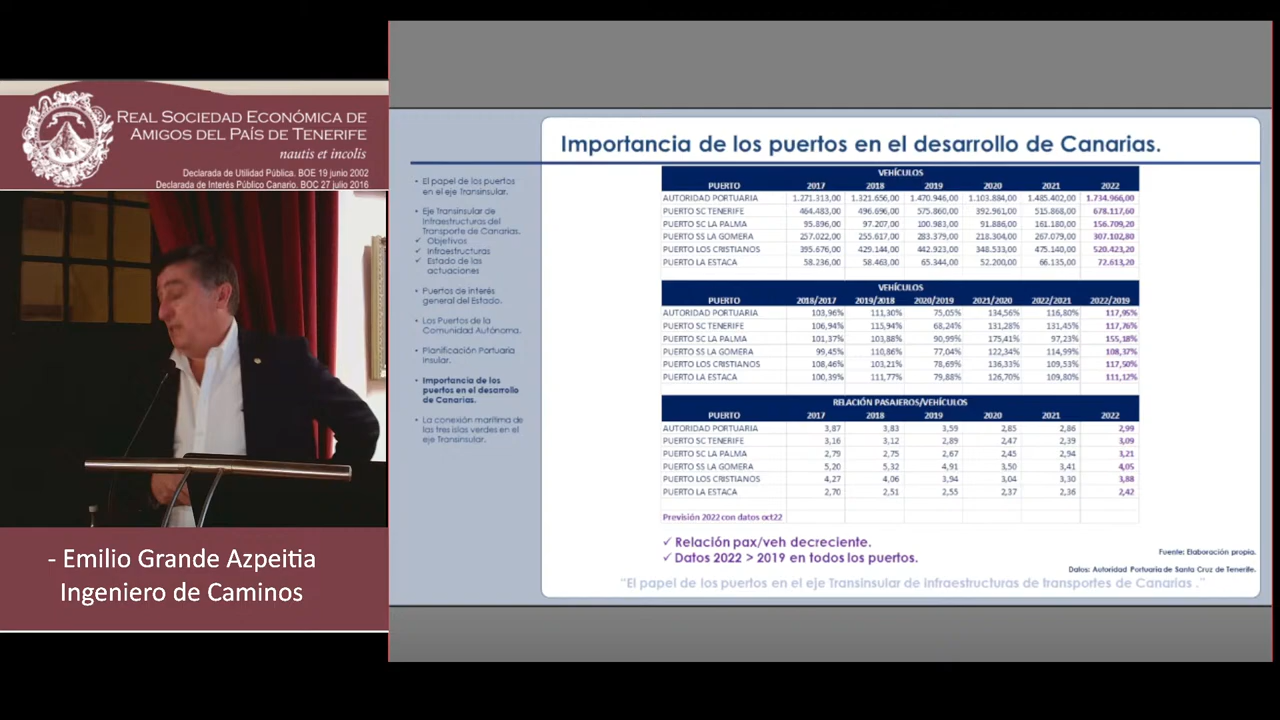 REAL SOCIEDAD ECONÓMICA DE
AMIGOS DEL PAÍS DE TENERIFE
nautis et incolis
Declarada de Utilidad Pública. BOE 19 junio 2002
Declarada de Interés Público Canario. BOC 27 julio 2016
- Emilio Grande Azpeitia
Ingeniero de Caminos
Importancia de los puertos en el desarrollo de Canarias.
• El papel de los puertos
en el eje Transinsular.
• Eje Transinsular de
Infraestructuras del
Transporte de Canarias.
✓ Objetivos
✓ Infraestructuras
✓ Estado de las
actuaciones
• Puertos de interés
general del Estado.
• Los Puertos de la
Comunidad Autónoma.
• Planificación Portuaria
Insular.
• Importancia de los
puertos en el desarrollo
de Canarias.
• La conexión marítima de
las tres islas verdes en el
eje Transinsular.
VEHÍCULOS
PUERTO 2017 2018 2019 2020 2021 2022
AUTORIDAD PORTUARIA 1.271.313,00 1.321.656,00 1.470.946,00 1.103.884,00 1.485.402,00 1.734.966,00
PUERTO SC TENERIFE 464.483,00 496.696,00 575.860,00 392.961,00 515.868,00 678.117,60
PUERTO SC LA PALMA 95.896,00 97.207,00 100.983,00 91.886,00 161.180,00 156.709,20
PUERTO SS LA GOMERA 257.022,00 255.617,00 283.379,00 218.304,00 267.079,00 307.102,80
PUERTO LOS CRISTIANOS 395.676,00 429.144,00 442.923,00 348.533,00 475.140,00 520.423,20
PUERTO LA ESTACA 58.236,00 58.463,00 65.344,00 52.200,00 66.135,00 72.613,20
VEHÍCULOS
PUERTO 2018/2017 2019/2018 2020/2019 2021/2020 2022/2021 2022/2019
AUTORIDAD PORTUARIA 103,96% 111,30% 75,05% 134,56% 116,80% 117,95%
PUERTO SC TENERIFE 106,94% 115,94% 68,24% 131,28% 131,45% 117,76%
PUERTO SC LA PALMA 101,37% 103,88% 90,99% 175,41% 97,23% 155,18%
PUERTO SS LA GOMERA 99,45% 110,86% 77,04% 122,34% 114,99% 108,37%
PUERTO LOS CRISTIANOS 108,46% 103,21% 78,69% 136,33% 109,53% 117,50%
PUERTO LA ESTACA 100,39% 111,77% 79,88% 126,70% 109,80% 111,12%
RELACIÓN PASAJEROS/VEHÍCULOS
PUERTO 2017 2018 2019 2020 2021 2022
AUTORIDAD PORTUARIA 3,87 3,83 3,59 2,85 2,86 2,99
PUERTO SC TENERIFE 3,16 3,12 2,89 2,47 2,39 3,09
PUERTO SC LA PALMA 2,79 2,75 2,67 2,45 2,94 3,21
PUERTO SS LA GOMERA 5,20 5,32 4,91 3,50 3,41 4,05
PUERTO LOS CRISTIANOS 4,27 4,06 3,94 3,04 3,30 3,88
PUERTO LA ESTACA 2,70 2,51 2,55 2,37 2,36 2,42
Previsión 2022 con datos oct22
✓ Relación pax/veh decreciente.
✓ Datos 2022 > 2019 en todos los puertos.
Fuente: Elaboración propia.
Datos: Autoridad Portuaria de Santa Cruz de Tenerife.
"El papel de los puertos en el eje Transinsular de infraestructuras de transportes de Canarias ."